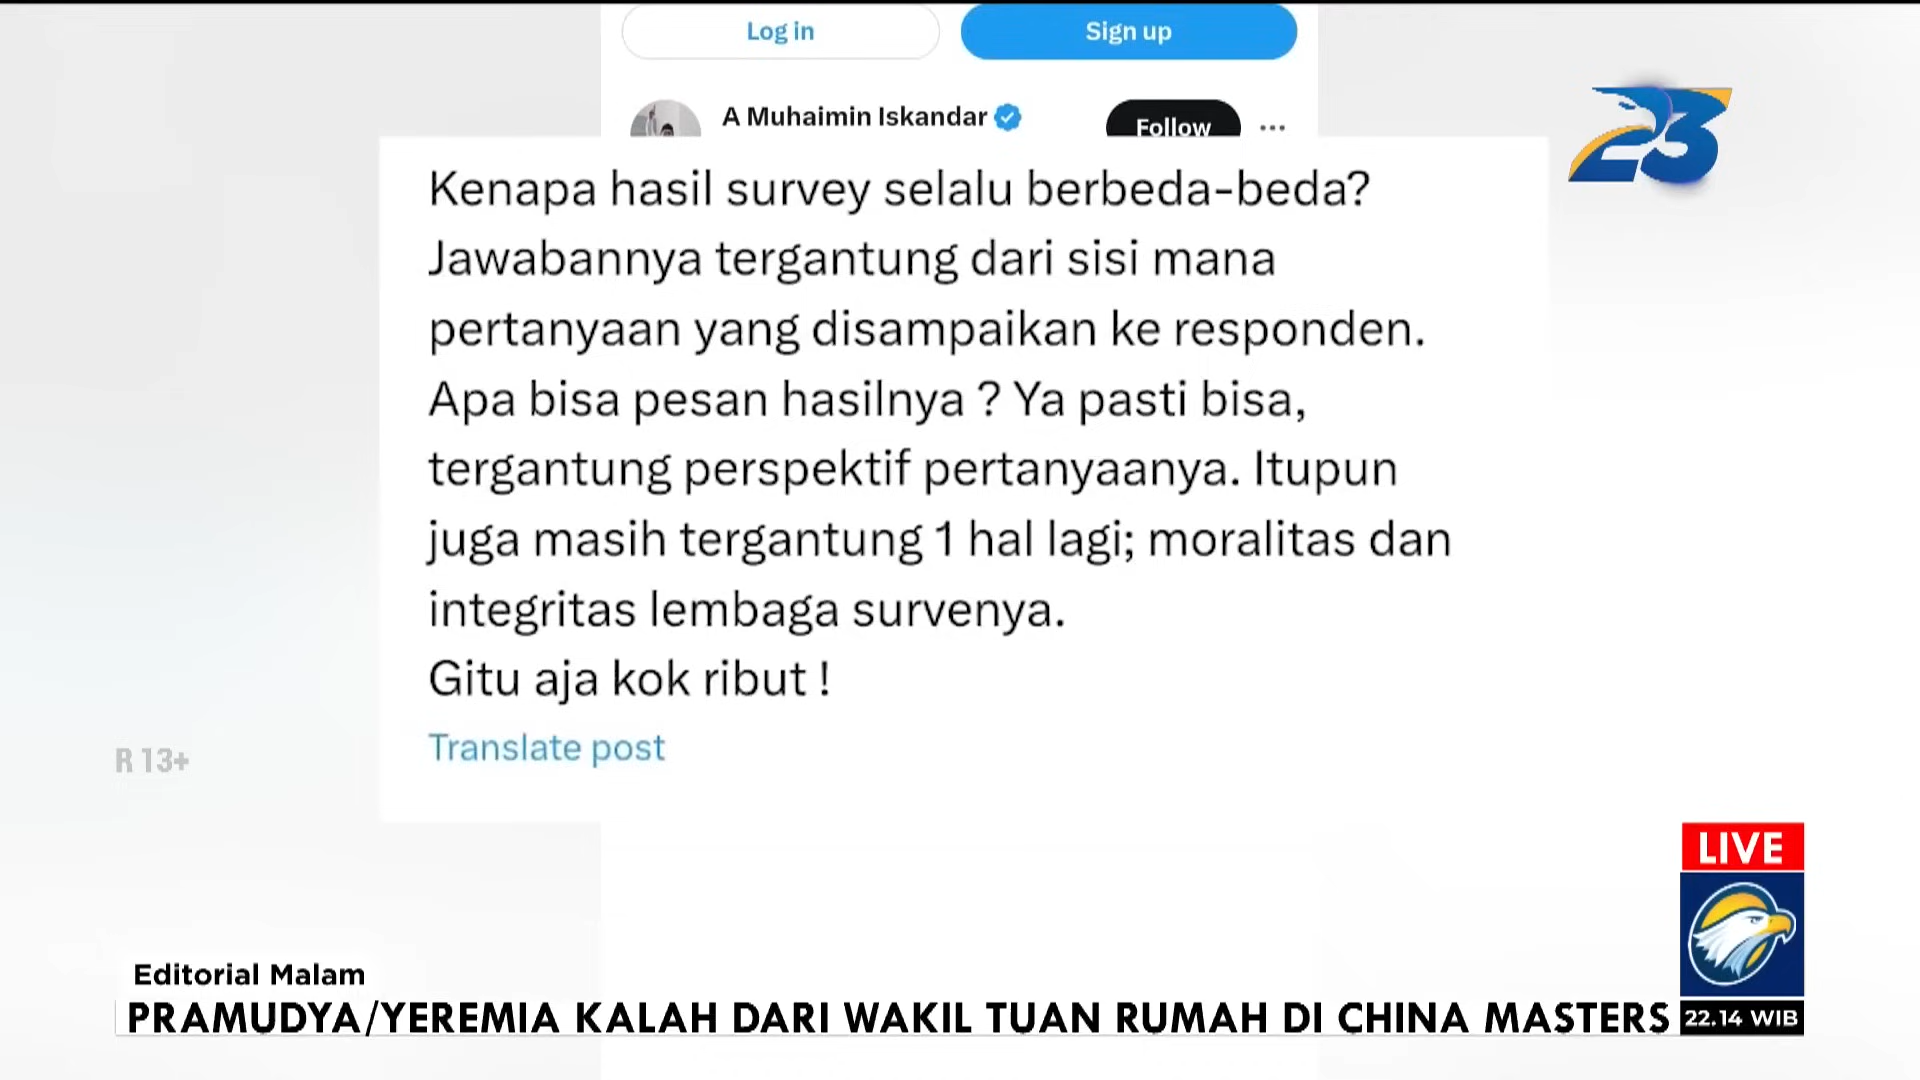 Log in
Sign up
A Muhaimin Iskandar
Follow
23
Kenapa hasil survey selalu berbeda-beda?
Jawabannya tergantung dari sisi mana
pertanyaan yang disampaikan ke responden.
Apa bisa pesan hasilnya ? Ya pasti bisa,
tergantung perspektif pertanyaanya. Itupun
juga masih tergantung 1 hal lagi; moralitas dan
integritas lembaga survenya.
Gitu aja kok ribut !
Translate post
R 13+
LIVE
Editorial Malam
PRAMUDYA/YEREMIA KALAH DARI WAKIL TUAN RUMAH DI CHINA MASTERS
22.14 WIB